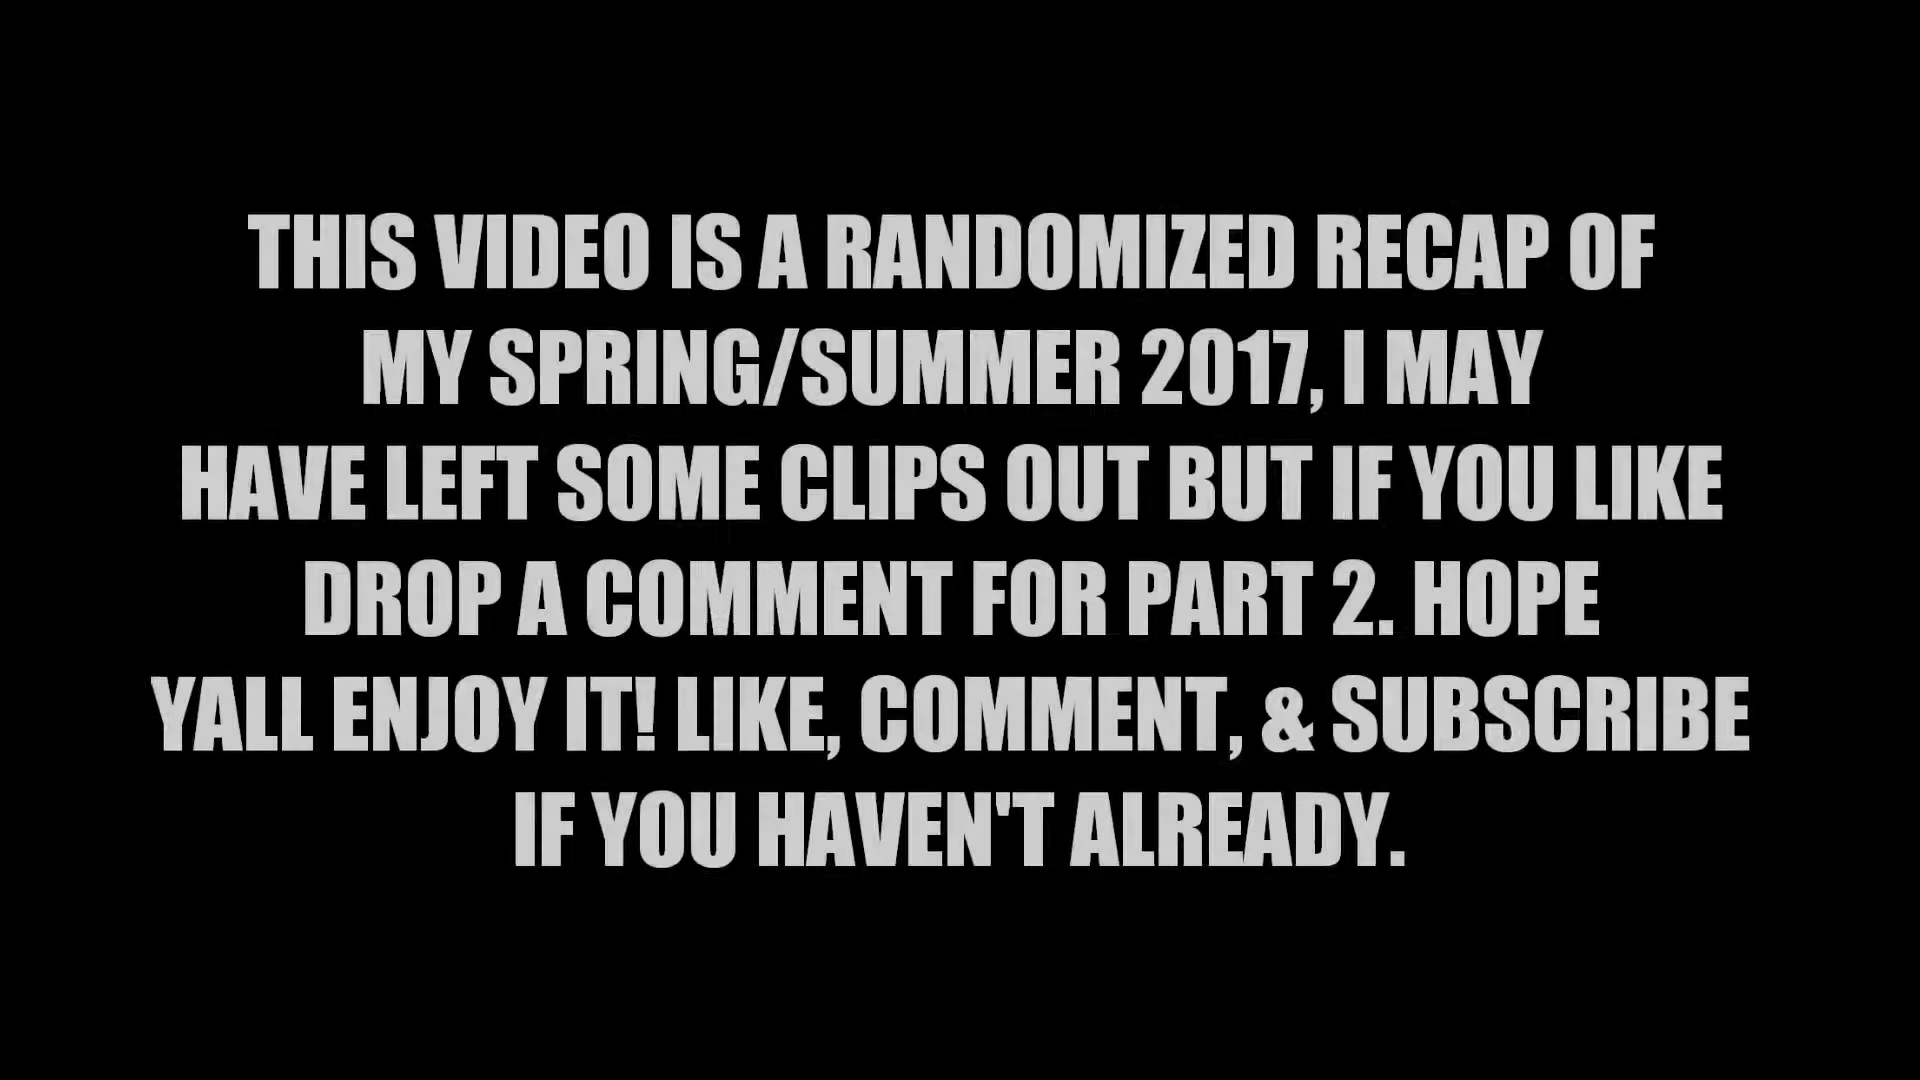 THIS VIDEO IS A RANDOMIZED RECAP OF
MY SPRING/SUMMER 2017, I MAY
HAVE LEFT SOME CLIPS OUT BUT IF YOU LIKE
DROP A COMMENT FOR PART 2. HOPE
YALL ENJOY IT! LIKE, COMMENT, & SUBSCRIBE
IF YOU HAVEN'T ALREADY.